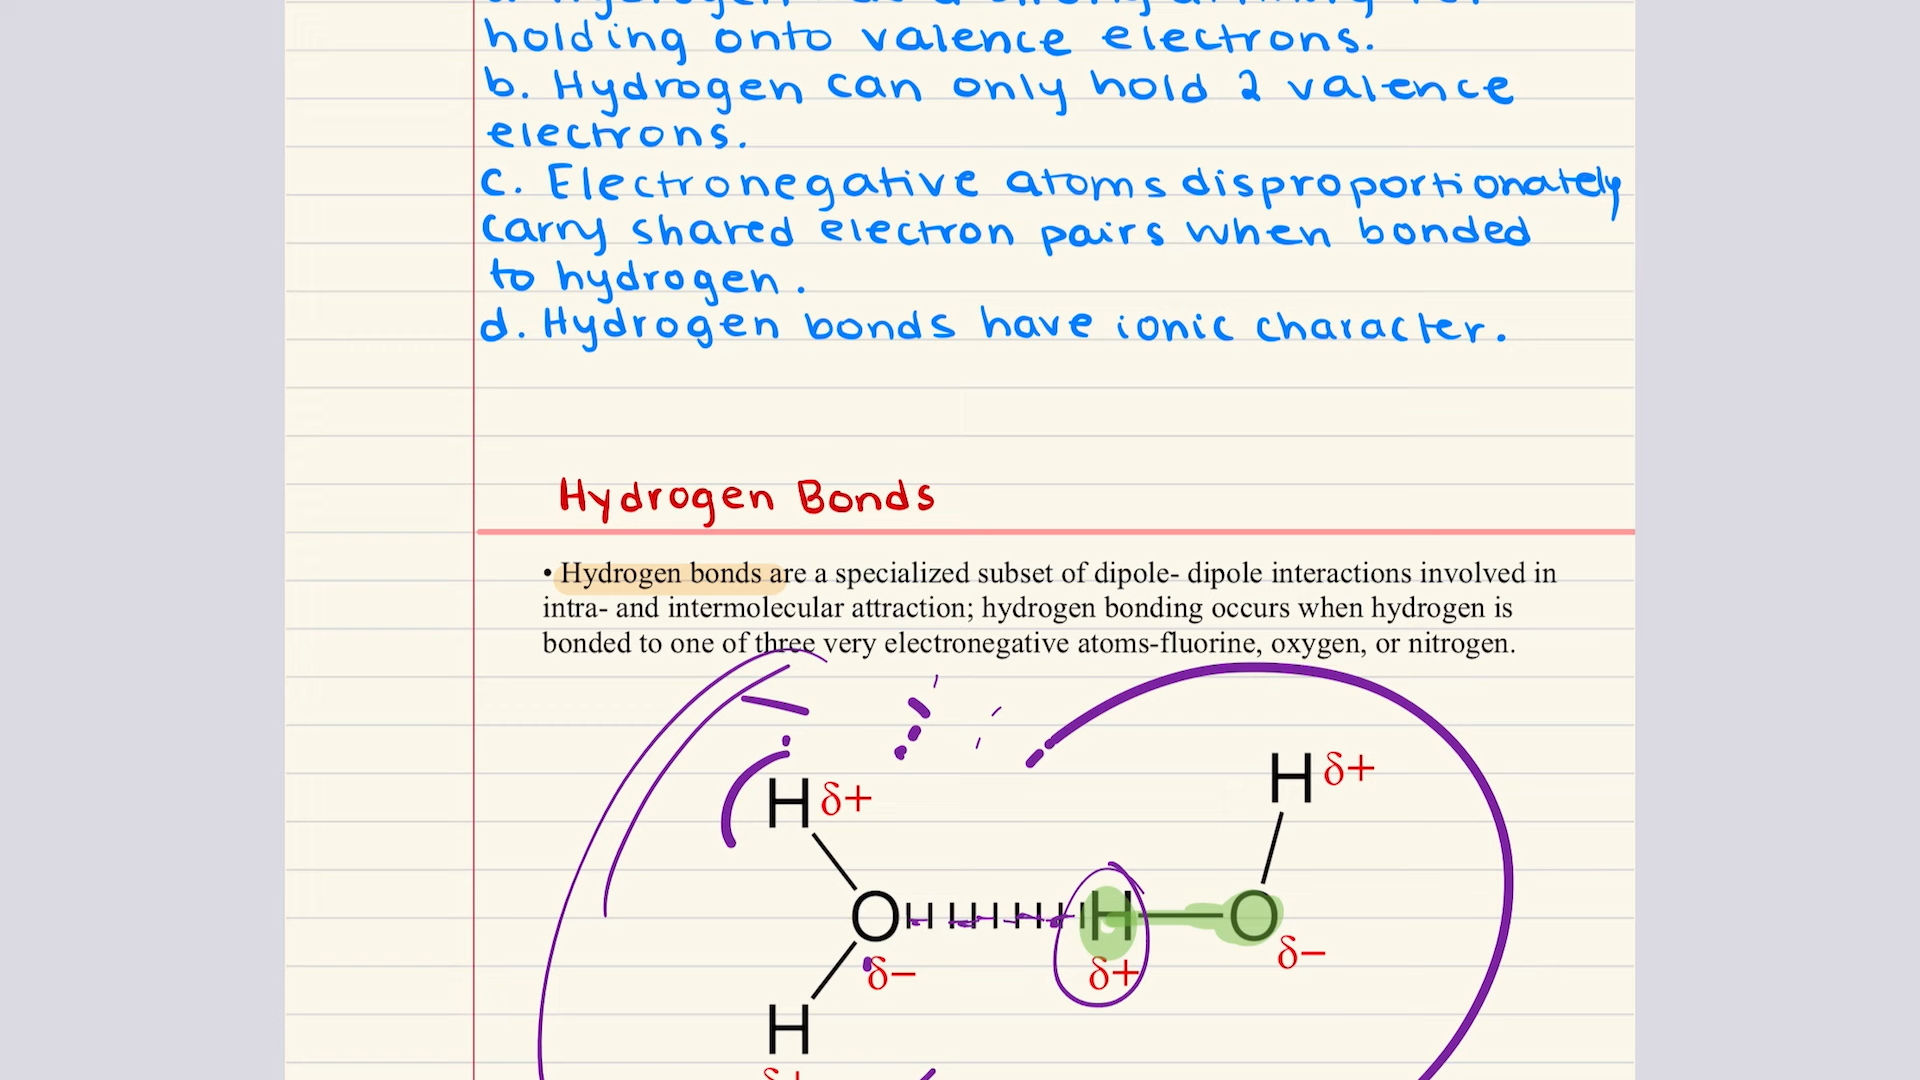 holding onto valence electrons.
b. Hydrogen can only hold 2 valence
electrons.
c. Electronegative atoms disproportionately
carry shared electron pairs when bonded
to hydrogen.
d. Hydrogen bonds have ionic character.
Hydrogen Bonds
• Hydrogen bonds are a specialized subset of dipole- dipole interactions involved in
intra- and intermolecular attraction; hydrogen bonding occurs when hydrogen is
bonded to one of three very electronegative atoms-fluorine, oxygen, or nitrogen.
H δ+
H δ+
O
H
O
δ−
δ+
δ−
H